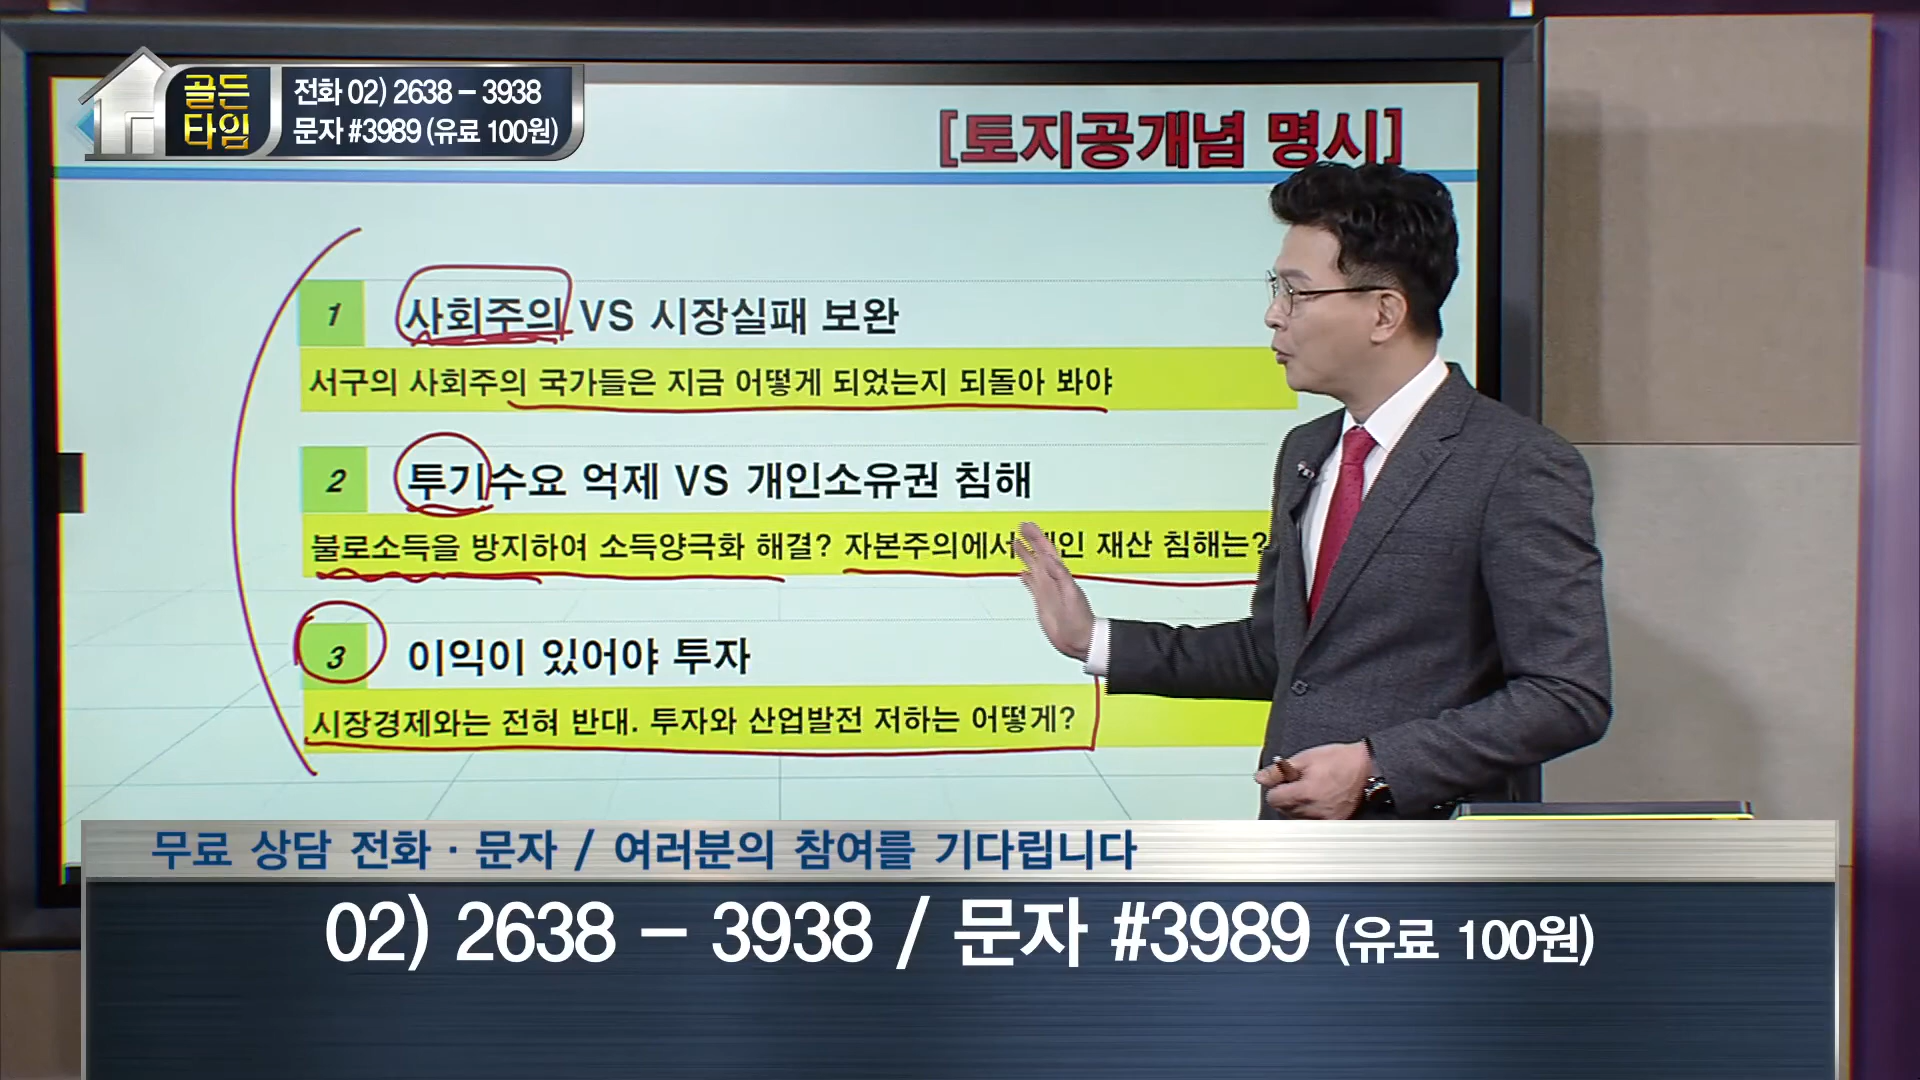 골든
타임
전화 02) 2638 - 3938
문자 #3989 (유료 100원)
[토지공개념 명시]
1 사회주의 VS 시장실패 보완
서구의 사회주의 국가들은 지금 어떻게 되었는지 되돌아 봐야
2 투기수요 억제 VS 개인소유권 침해
불로소득을 방지하여 소득양극화 해결? 자본주의에서 재산 침해는?
3 이익이 있어야 투자
시장경제와는 전혀 반대. 투자와 산업발전 저하는 어떻게?
무료 상담 전화 · 문자 / 여러분의 참여를 기다립니다
02) 2638 - 3938 / 문자 #3989 (유료 100원)